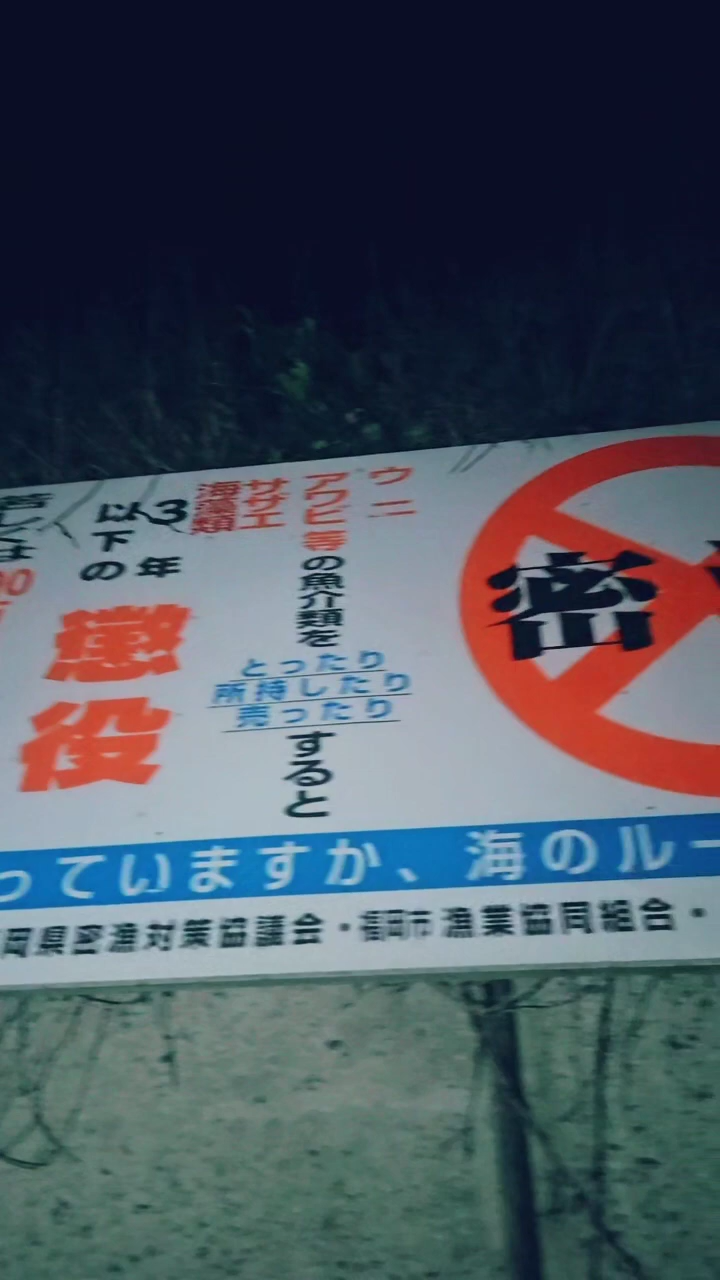 密
ウニ
アワビ等の魚介類を
サザエ
海藻類
とったり
所持したり
売ったり
すると
3年
以下の
懲役
若しくは
っていますか、海のルー
岡県密漁対策協議会・福岡市漁業協同組合・